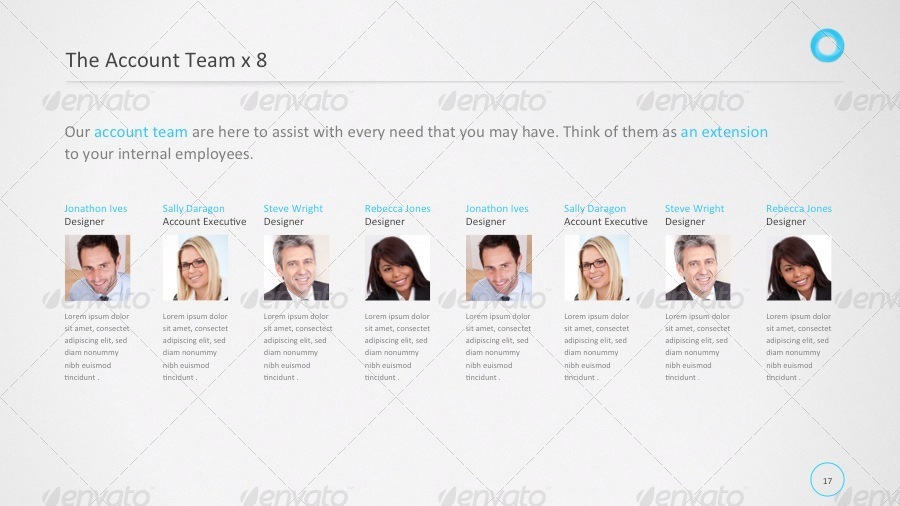 The Account Team x 8
Our account team are here to assist with every need that you may have. Think of them as an extension
to your internal employees.
Jonathon Ives
Designer
Lorem ipsum dolor
sit amet, consectet
adipiscing elit, sed
diam nonummy
nibh euismod
tincidunt .
Sally Daragon
Account Executive
Lorem ipsum dolor
sit amet, consectet
adipiscing elit, sed
diam nonummy
nibh euismod
tincidunt .
Steve Wright
Designer
Lorem ipsum dolor
sit amet, consectect
adipiscing elit, sed
diam nonummy
nibh euismod
tincidunt .
Rebecca Jones
Designer
Lorem ipsum dolor
sit amet, consectet
adipiscing elit, sed
diam nonummy
nibh euismod
tincidunt .
Jonathon Ives
Designer
Lorem ipsum dolor
sit amet, consectet
adipiscing elit, sed
diam nonummy
nibh euismod
tincidunt .
Sally Daragon
Account Executive
Lorem ipsum dolor
sit amet, consectet
adipiscing elit, sed
diam nonummy
nibh euismod
tincidunt .
Steve Wright
Designer
Lorem ipsum dolor
sit amet, consectet
adipiscing elit, sed
diam nonummy
nibh euismod
tincidunt .
Rebecca Jones
Designer
Lorem ipsum dolor
sit amet, consectet
adipiscing elit, sed
diam nonummy
nibh euismod
tincidunt .
17
envato